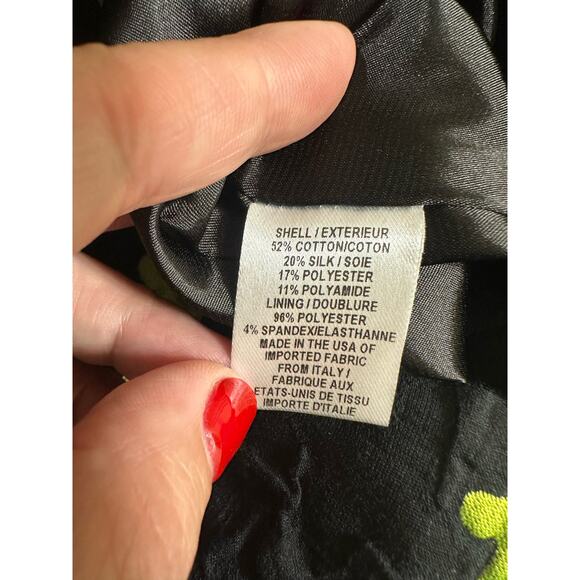 SHELL / EXTERIEUR
52% COTTON/COTON
20% SILK / SOIE
17% POLYESTER
11% POLYAMIDE
LINING / DOUBLURE
96% POLYESTER
4% SPANDEX/ELASTHANNE
MADE IN THE USA OF
IMPORTED FABRIC
FROM ITALY /
FABRIQUE AUX
ETATS-UNIS DE TISSU
IMPORTE D'ITALIE